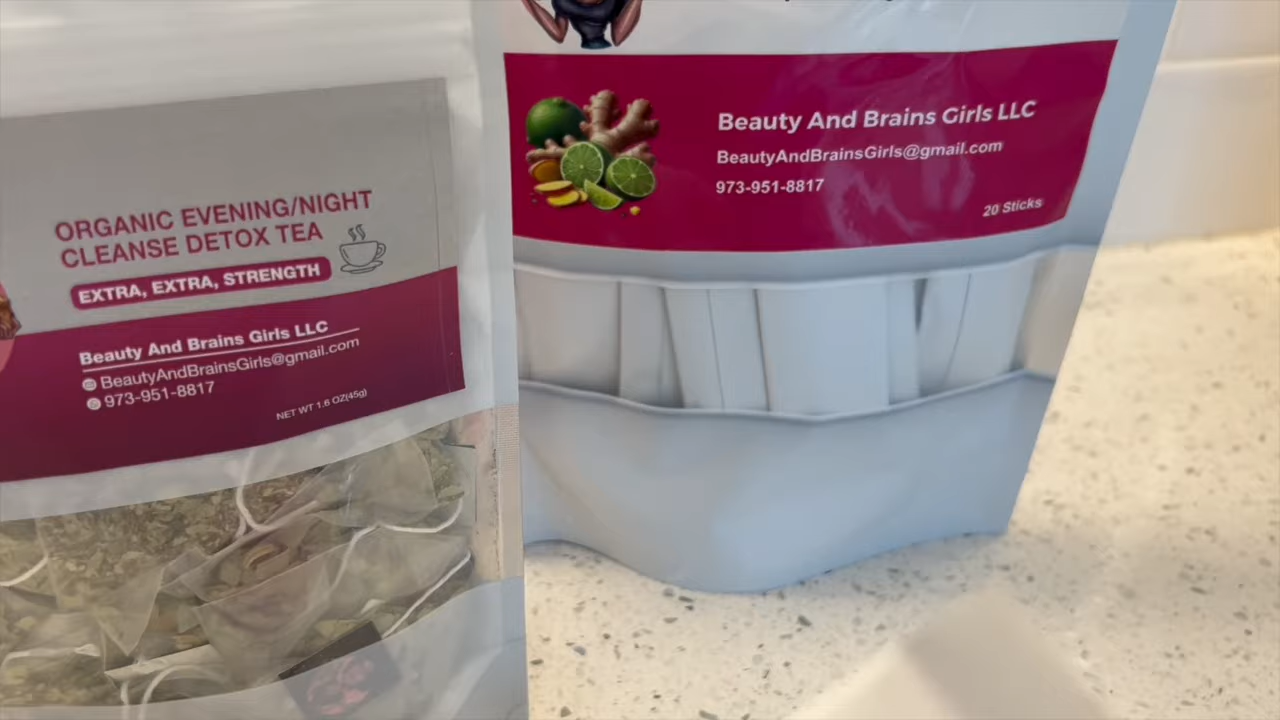 ORGANIC EVENING/NIGHT
CLEANSE DETOX TEA
EXTRA, EXTRA, STRENGTH
Beauty And Brains Girls LLC
BeautyAndBrainsGirls@gmail.com
973-951-8817
NET WT 1.6 OZ(45g)
Beauty And Brains Girls LLC
BeautyAndBrainsGirls@gmail.com
973-951-8817
20 Sticks